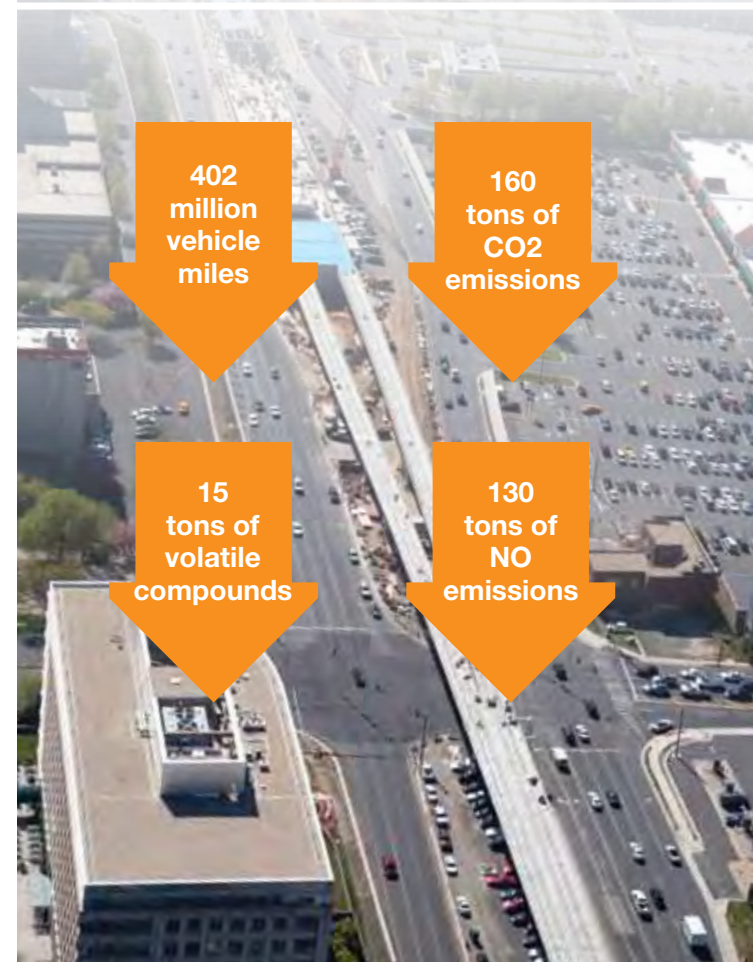 402
million
vehicle
miles
160
tons of
CO2
emissions
15
tons of
volatile
compounds
130
tons of
NO
emissions